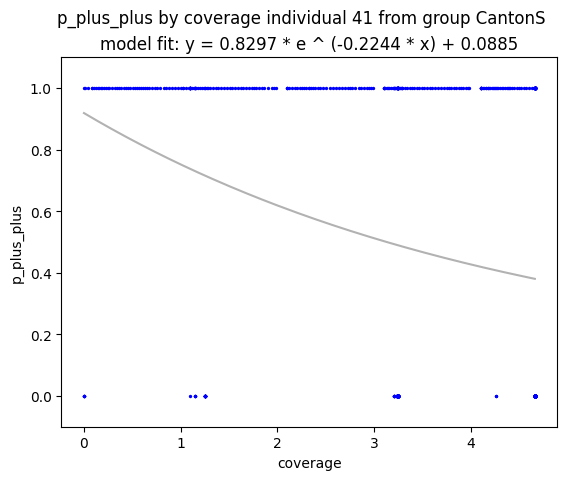 p_plus_plus by coverage individual 41 from group CantonS
model fit: y = 0.8297 * e ^ (-0.2244 * x) + 0.0885
1.0
0.8
0.6
0.4
0.2
0.0
p_plus_plus
0 1 2 3 4
coverage